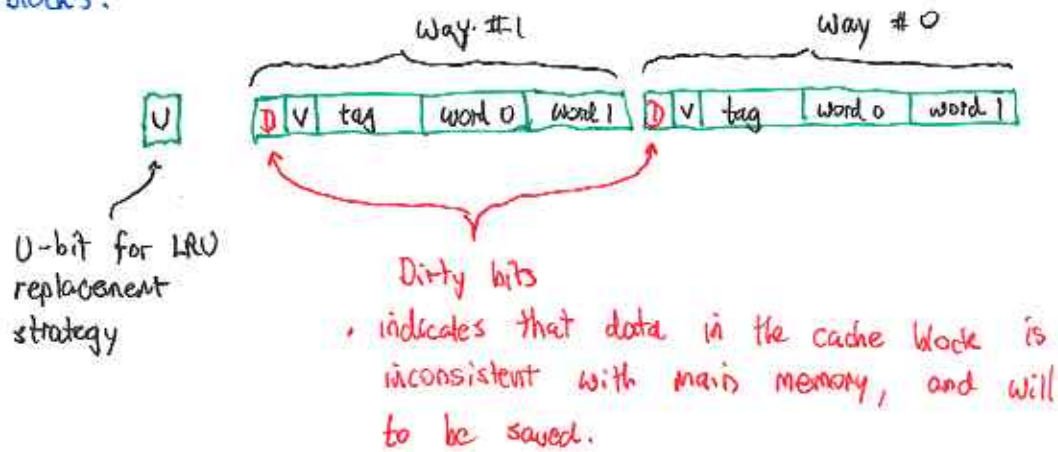 blocks.
Way #1
Way #0
U
D V tag word 0 word 1
D V tag word 0 word 1
U-bit for LRU
replacement
strategy
Dirty bits
• indicates that data in the cache block is
inconsistent with main memory, and will
to be saved.